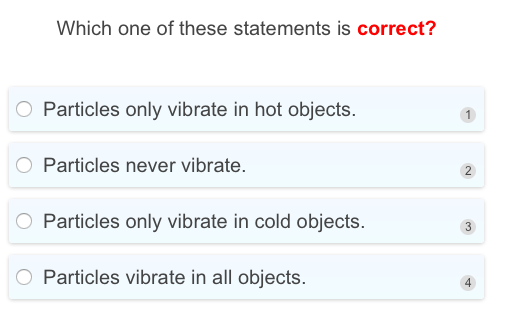 Which one of these statements is correct?
Particles only vibrate in hot objects.
1
Particles never vibrate.
2
Particles only vibrate in cold objects.
3
Particles vibrate in all objects.
4